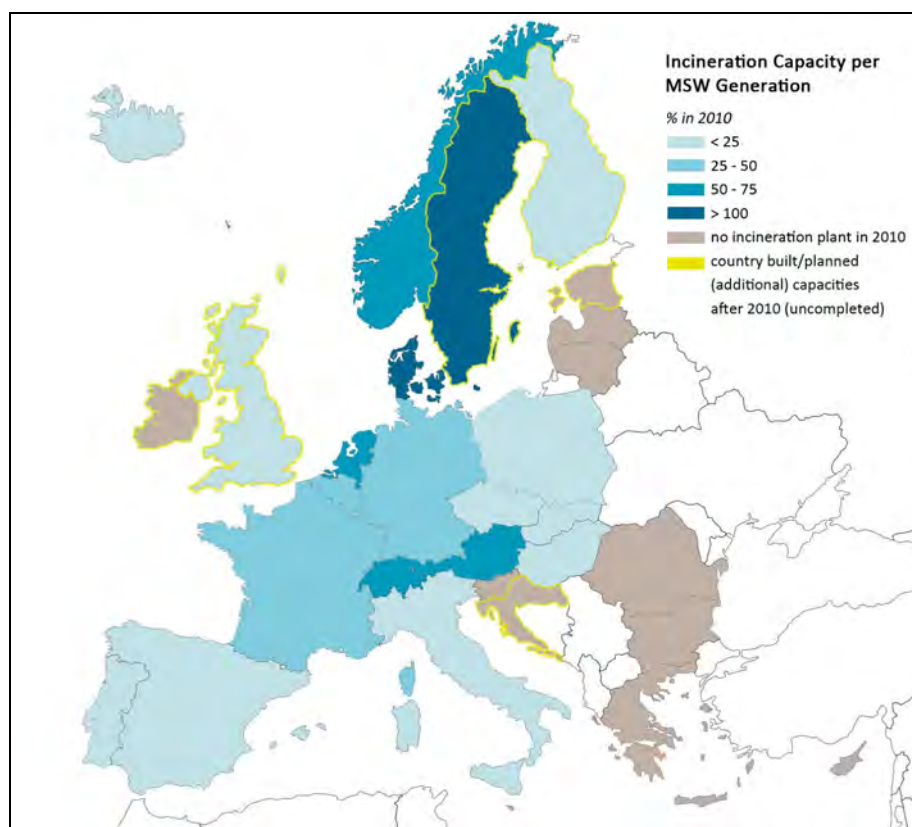 Incineration Capacity per
MSW Generation
% in 2010
< 25
25 - 50
50 - 75
> 100
no incineration plant in 2010
country built/planned
(additional) capacities
after 2010 (uncompleted)